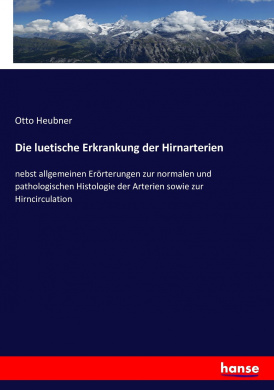 Otto Heubner
Die luetische Erkrankung der Hirnarterien
nebst allgemeinen Erörterungen zur normalen und
pathologischen Histologie der Arterien sowie zur
Hirncirculation
hanse